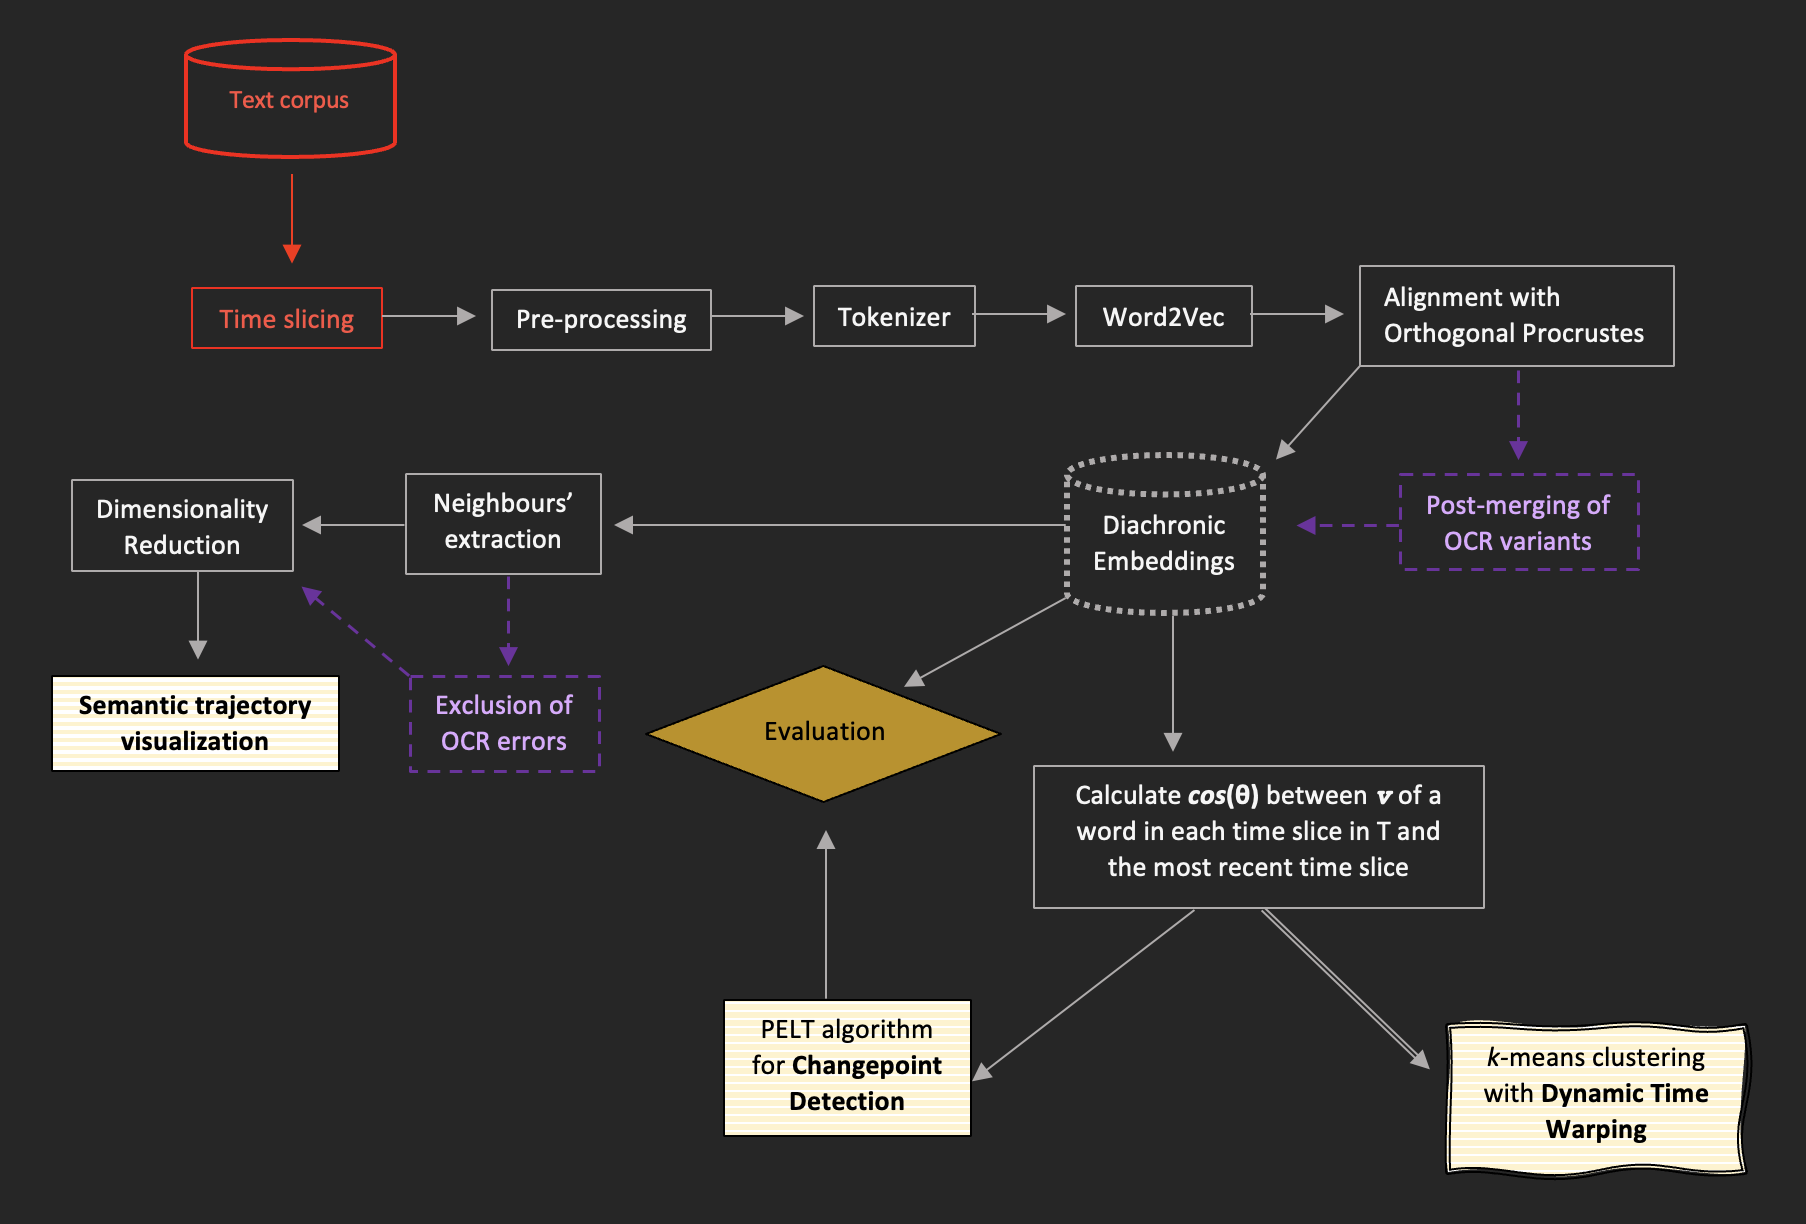 Text corpus
Time slicing
Pre-processing
Tokenizer
Word2Vec
Alignment with
Orthogonal Procrustes
Dimensionality
Reduction
Neighbours’
extraction
Diachronic
Embeddings
Post-merging of
OCR variants
Semantic trajectory
visualization
Exclusion of
OCR errors
Evaluation
Calculate cos(θ) between v of a
word in each time slice in T and
the most recent time slice
PELT algorithm
for Changepoint
Detection
k-means clustering
with Dynamic Time
Warping